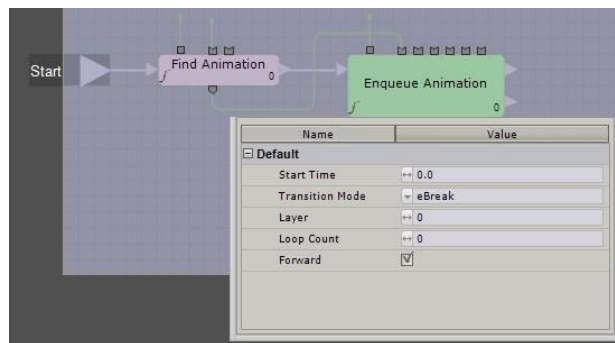 Start
Find Animation
0
Enqueue Animation
0
Name Value
Default
Start Time 0.0
Transition Mode eBreak
Layer 0
Loop Count 0
Forward